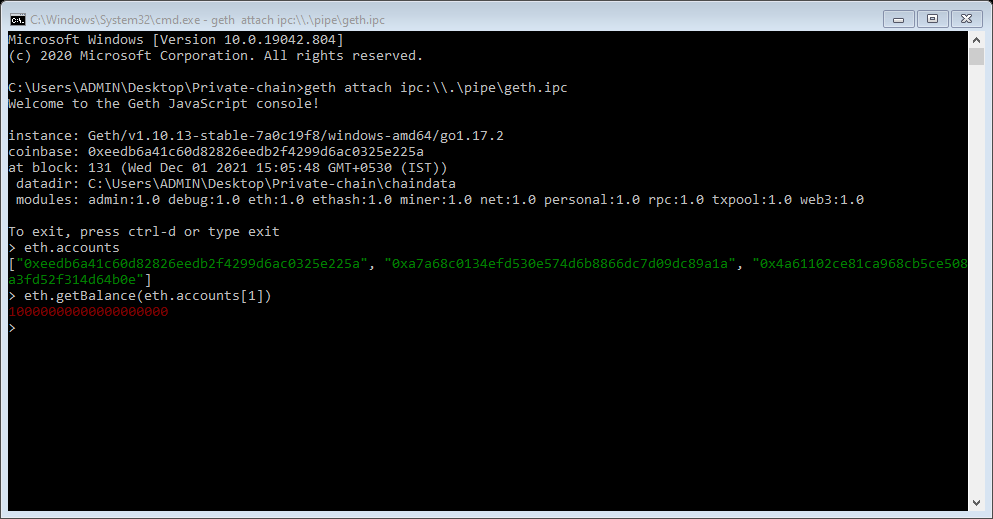 C:\Windows\System32\cmd.exe - geth attach ipc:\\.\pipe\geth.ipc
Microsoft Windows [Version 10.0.19042.804]
(c) 2020 Microsoft Corporation. All rights reserved.
C:\Users\ADMIN\Desktop\Private-chain>geth attach ipc:\\.\pipe\geth.ipc
Welcome to the Geth JavaScript console!
instance: Geth/v1.10.13-stable-7a0c19f8/windows-amd64/go1.17.2
coinbase: 0xeedb6a41c60d82826eedb2f4299d6ac0325e225a
at block: 131 (Wed Dec 01 2021 15:05:48 GMT+0530 (IST))
 datadir: C:\Users\ADMIN\Desktop\Private-chain\chaindata
 modules: admin:1.0 debug:1.0 eth:1.0 ethash:1.0 miner:1.0 net:1.0 personal:1.0 rpc:1.0 txpool:1.0 web3:1.0
To exit, press ctrl-d or type exit
> eth.accounts
["0xeedb6a41c60d82826eedb2f4299d6ac0325e225a", "0xa7a68c0134efd530e574d6b8866dc7d09dc89a1a", "0x4a61102ce81ca968cb5ce508
a3fd52f314d64b0e"]
> eth.getBalance(eth.accounts[1])
10000000000000000000
>